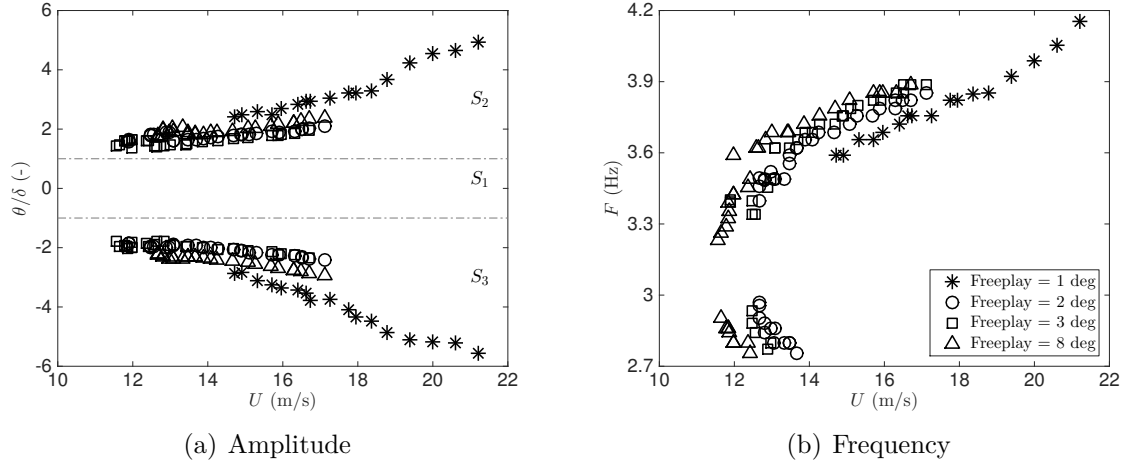 6
4
2
0
-2
-4
-6
θ/δ (-)
S₂
S₁
S₃
10 12 14 16 18 20 22
U (m/s)
(a) Amplitude
4.2
3.9
3.6
3.3
3
2.7
F (Hz)
Freeplay = 1 deg
Freeplay = 2 deg
Freeplay = 3 deg
Freeplay = 8 deg
10 12 14 16 18 20 22
U (m/s)
(b) Frequency